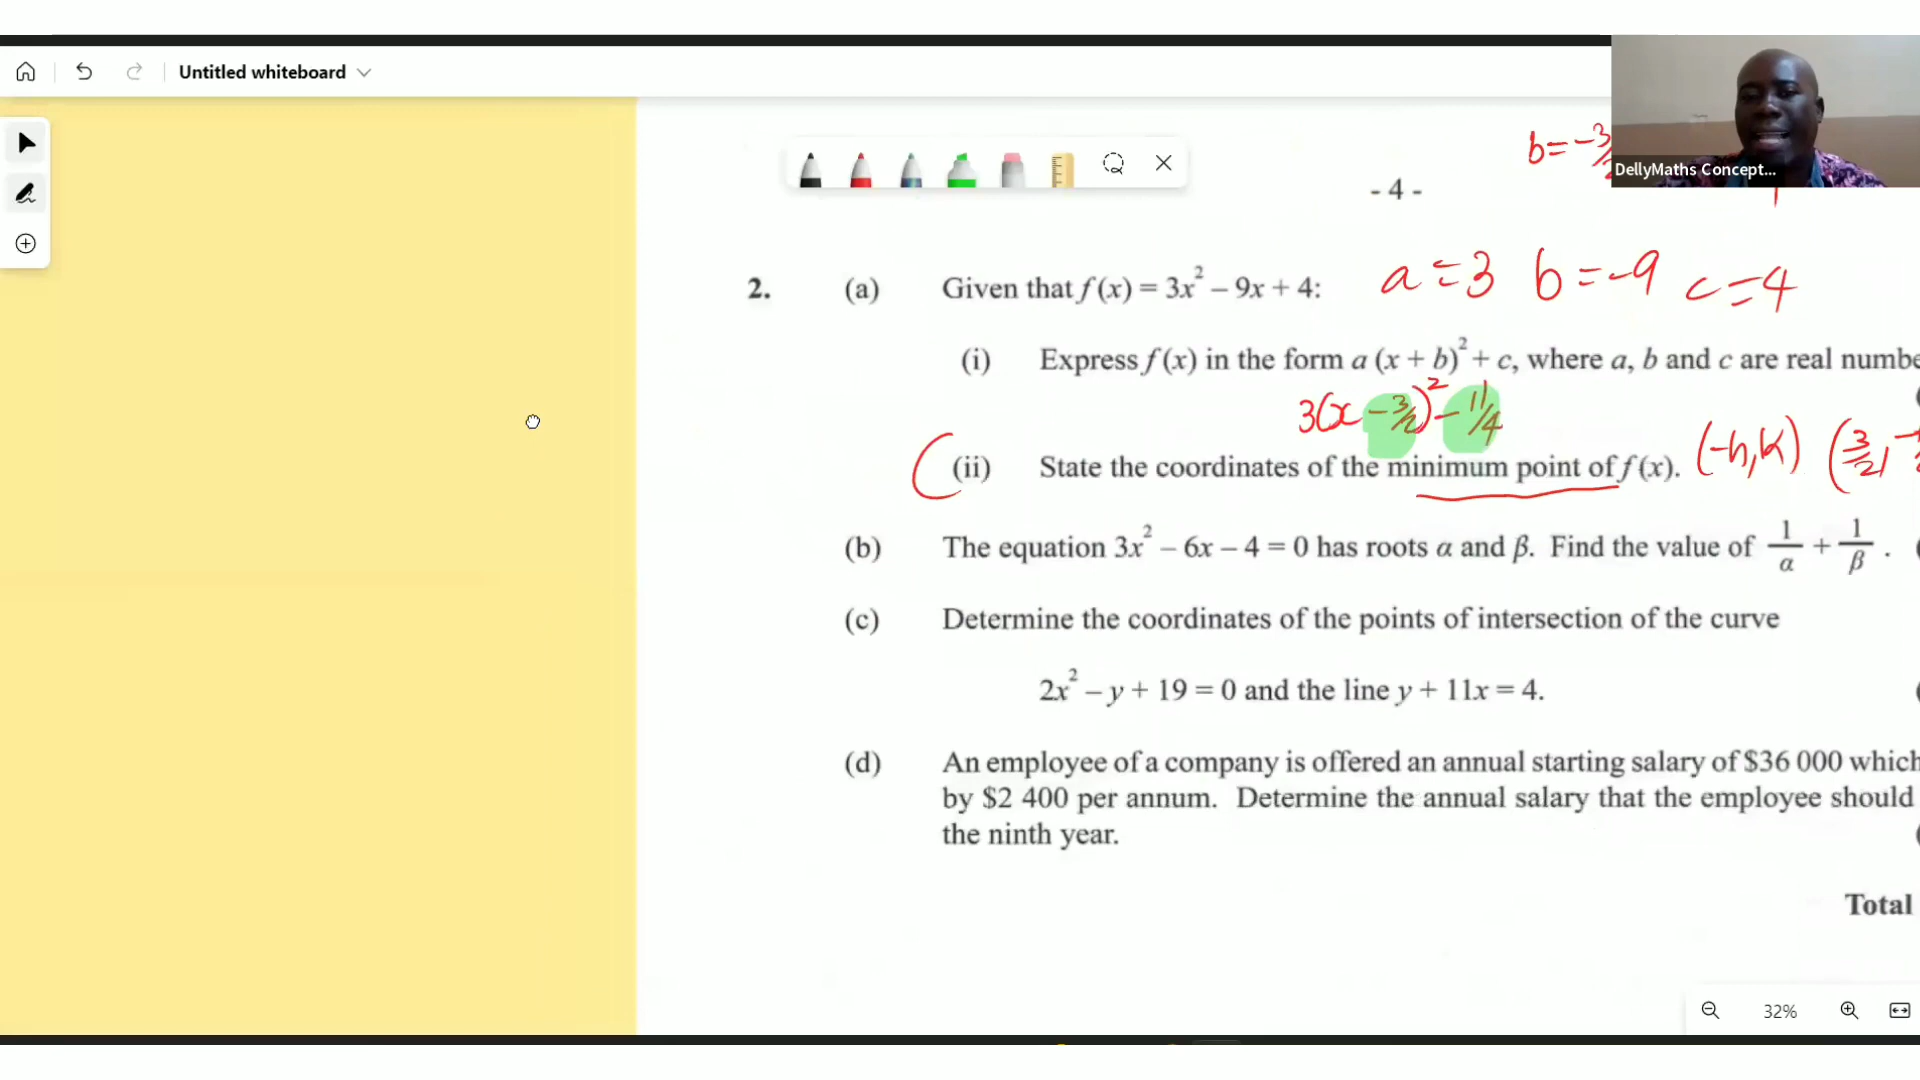 Untitled whiteboard
b=-3/
DellyMaths Concept...
- 4 -
2. (a) Given that f(x) = 3x² – 9x + 4: a=3 b=-9 c=4
(i) Express f(x) in the form a (x + b)² + c, where a, b and c are real numbe
3(x -3/2)² - 11/4
(ii) State the coordinates of the minimum point of f(x). (-h,k) (3/2, -
(b) The equation 3x² – 6x – 4 = 0 has roots α and β. Find the value of 1/α + 1/β .
(c) Determine the coordinates of the points of intersection of the curve
2x² – y + 19 = 0 and the line y + 11x = 4.
(d) An employee of a company is offered an annual starting salary of $36 000 which
by $2 400 per annum. Determine the annual salary that the employee should
the ninth year.
Total
32%